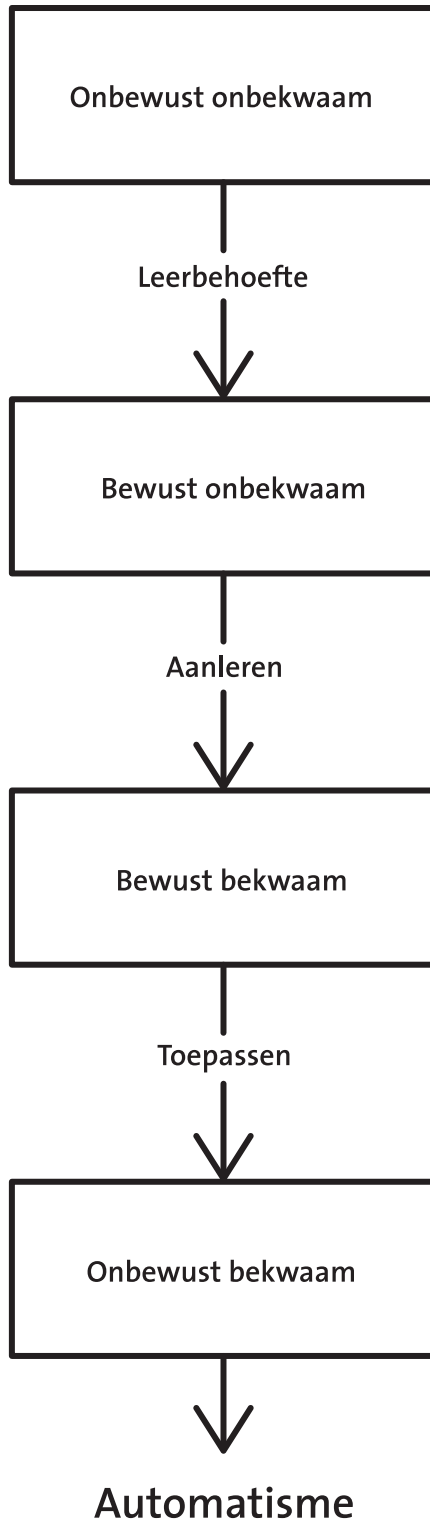 Onbewust onbekwaam
Leerbehoefte
Bewust onbekwaam
Aanleren
Bewust bekwaam
Toepassen
Onbewust bekwaam
Automatisme